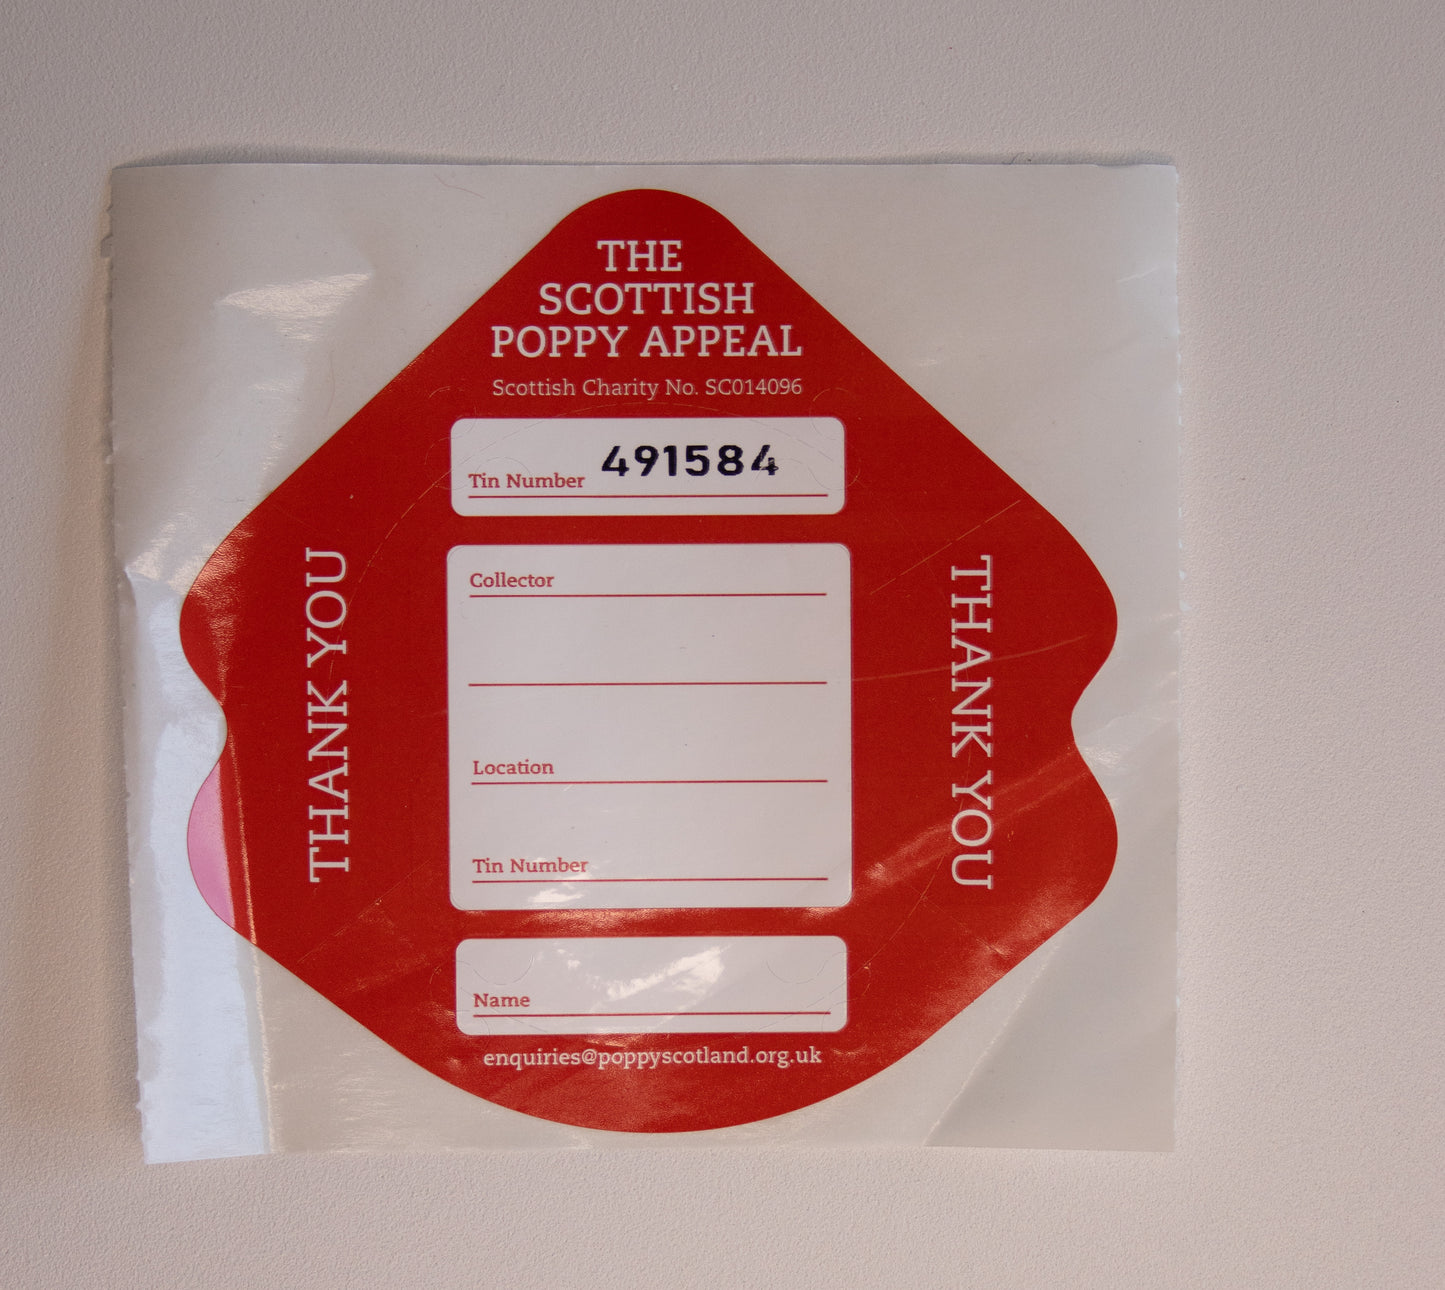 THE
SCOTTISH
POPPY APPEAL
Scottish Charity No. SC014096
Tin Number 491584
THANK YOU
Collector
Location
Tin Number
THANK YOU
Name
enquiries@poppyscotland.org.uk